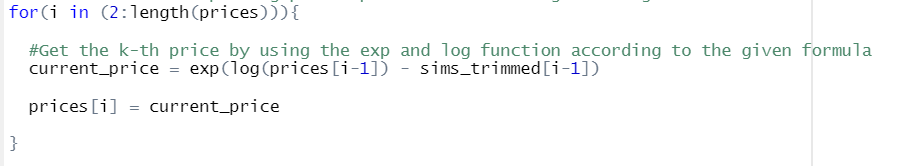 for(i in (2:length(prices))){
#Get the k-th price by using the exp and log function according to the given formula
current_price = exp(log(prices[i-1]) - sims_trimmed[i-1])
prices[i] = current_price
}